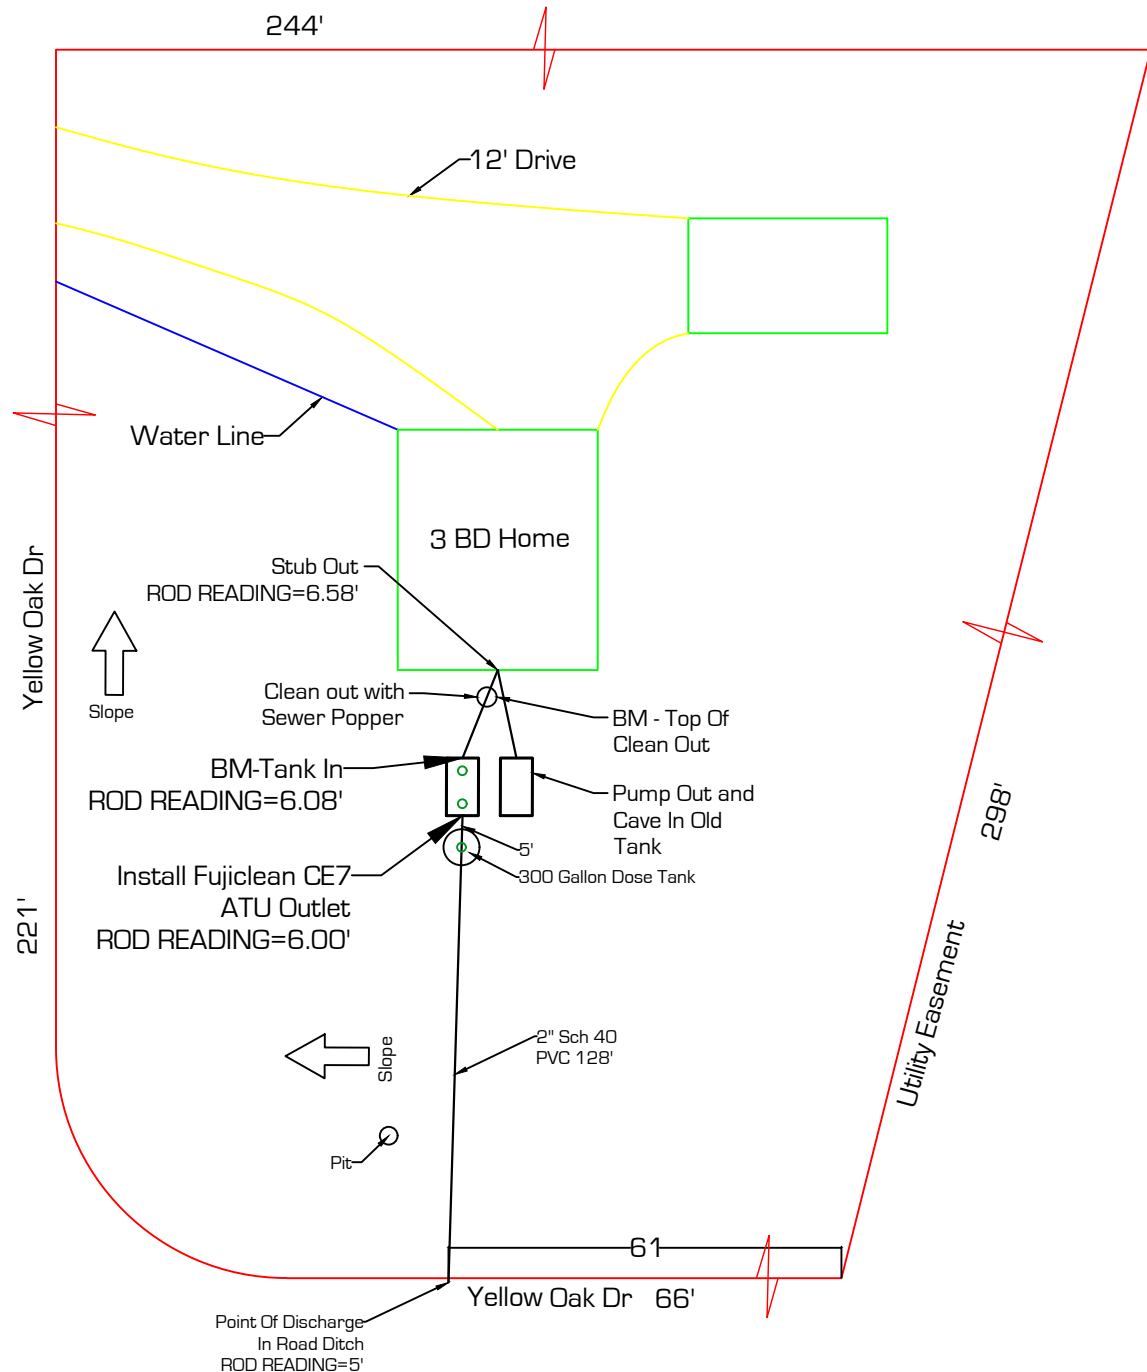 244'
12' Drive
Water Line
3 BD Home
Stub Out
ROD READING=6.58'
Yellow Oak Dr
Slope
Clean out with
Sewer Popper
BM - Top Of
Clean Out
BM-Tank In
ROD READING=6.08'
Pump Out and
Cave In Old
Tank
298'
5'
300 Gallon Dose Tank
Install Fujiclean CE7
ATU Outlet
ROD READING=6.00'
221'
Utility Easement
2" Sch 40
PVC 128'
Slope
Pit
61
Yellow Oak Dr 66'
Point Of Discharge
In Road Ditch
ROD READING=5'